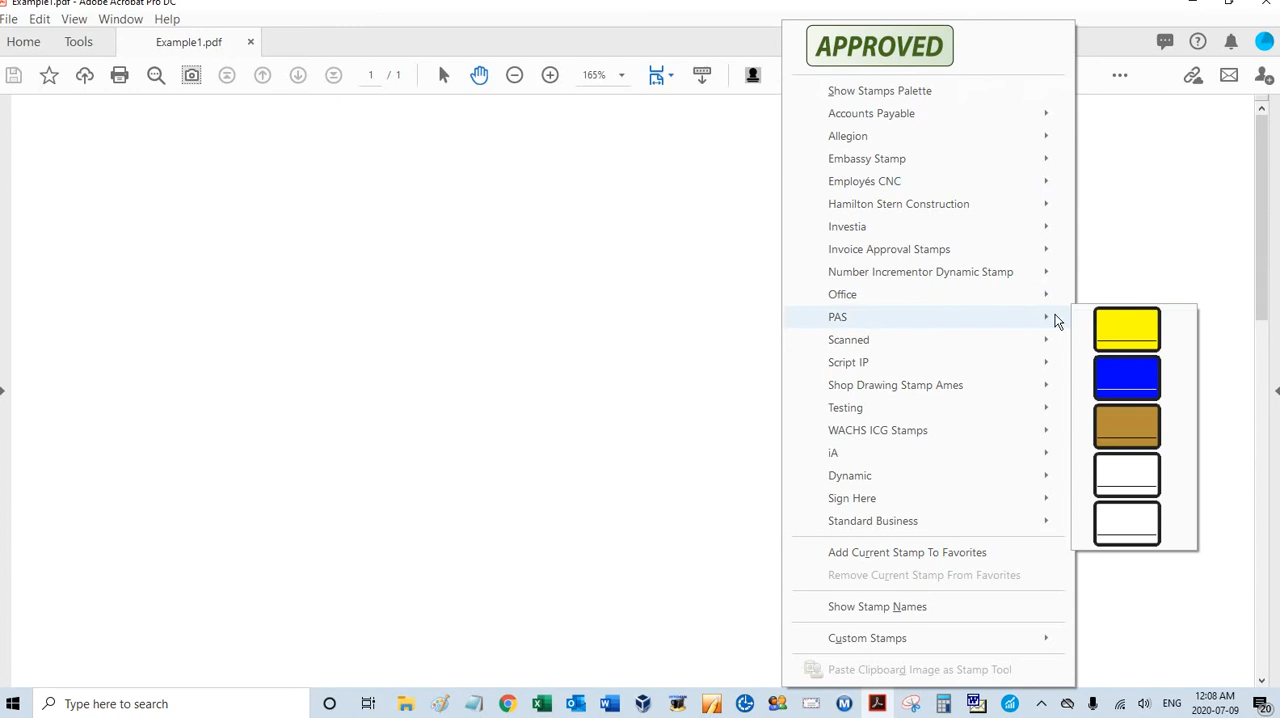 Example1.pdf - Adobe Acrobat Pro DC
File Edit View Window Help
Home Tools Example1.pdf ×
1 / 1 165%
APPROVED
Show Stamps Palette
Accounts Payable
Allegion
Embassy Stamp
Employés CNC
Hamilton Stern Construction
Investia
Invoice Approval Stamps
Number Incrementor Dynamic Stamp
Office
PAS
Scanned
Script IP
Shop Drawing Stamp Ames
Testing
WACHS ICG Stamps
iA
Dynamic
Sign Here
Standard Business
Add Current Stamp To Favorites
Remove Current Stamp From Favorites
Show Stamp Names
Custom Stamps
Paste Clipboard Image as Stamp Tool
Type here to search
12:08 AM
2020-07-09
20